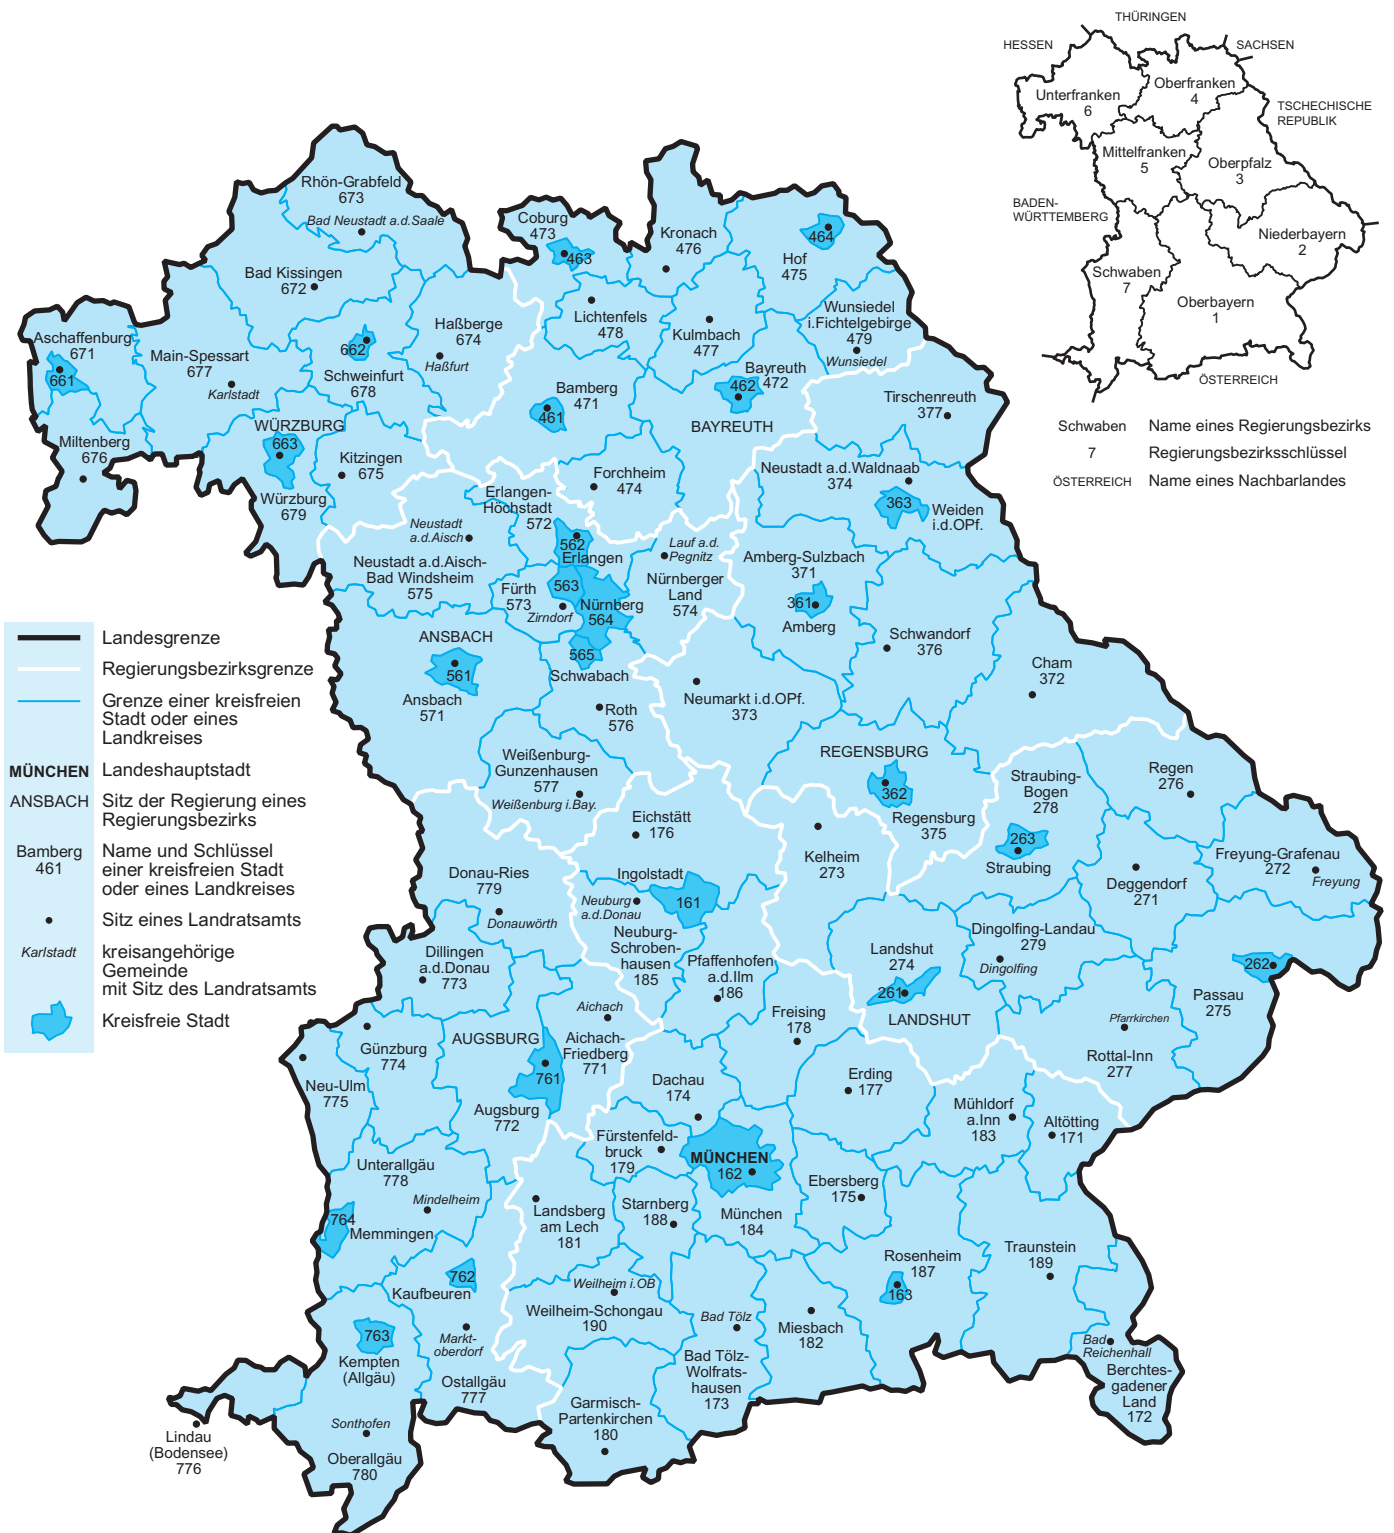 THÜRINGEN
HESSEN
SACHSEN
Oberfranken
4
Unterfranken
6
TSCHECHISCHE
REPUBLIK
Mittelfranken
5
Oberpfalz
3
BADEN-
WÜRTTEMBERG
Niederbayern
2
Schwaben
7
Oberbayern
1
ÖSTERREICH
Schwaben Name eines Regierungsbezirks
7 Regierungsbezirksschlüssel
ÖSTERREICH Name eines Nachbarlandes
Rhön-Grabfeld
673
Bad Neustadt a.d.Saale
Coburg
473
463
Kronach
476
464
Hof
475
Bad Kissingen
672
Haßberge
674
Haßfurt
Lichtenfels
478
Kulmbach
477
Wunsiedel
i.Fichtelgebirge
479
Wunsiedel
Aschaffenburg
671
661
Main-Spessart
677
Karlstadt
662
Schweinfurt
678
Bamberg
471
461
Bayreuth
472
462
BAYREUTH
Tirschenreuth
377
Miltenberg
676
WÜRZBURG
663
Würzburg
679
Kitzingen
675
Forchheim
474
Neustadt a.d.Waldnaab
374
363
Weiden
i.d.OPf.
Erlangen-
Höchstadt
572
562
Erlangen
Neustadt
a.d.Aisch
Neustadt a.d.Aisch-
Bad Windsheim
575
Fürth
573
Zirndorf
563
Nürnberg
564
Lauf a.d.
Pegnitz
Nürnberger
Land
574
Amberg-Sulzbach
371
361
Amberg
Schwandorf
376
Cham
372
ANSBACH
561
Ansbach
571
565
Schwabach
Roth
576
Neumarkt i.d.OPf.
373
Landesgrenze
Regierungsbezirksgrenze
Grenze einer kreisfreien
Stadt oder eines
Landkreises
MÜNCHEN Landeshauptstadt
ANSBACH Sitz der Regierung eines
Regierungsbezirks
Bamberg Name und Schlüssel
461 einer kreisfreien Stadt
oder eines Landkreises
Sitz eines Landratsamts
Karlstadt kreisangehörige
Gemeinde
mit Sitz des Landratsamts
Kreisfreie Stadt
Weißenburg-
Gunzenhausen
577
Weißenburg i.Bay.
REGENSBURG
362
Regensburg
375
Straubing-
Bogen
278
263
Straubing
Regen
276
Eichstätt
176
Kelheim
273
Deggendorf
271
Freyung-Grafenau
272
Freyung
Donau-Ries
779
Donauwörth
Ingolstadt
161
Neuburg
a.d.Donau
Neuburg-
Schroben-
hausen
185
Pfaffenhofen
a.d.Ilm
186
Landshut
274
261
LANDSHUT
Dingolfing-Landau
279
Dingolfing
262
Passau
275
Dillingen
a.d.Donau
773
Aichach
Aichach-
Friedberg
771
Freising
178
Pfarrkirchen
Rottal-Inn
277
Günzburg
774
AUGSBURG
761
Augsburg
772
Neu-Ulm
775
Dachau
174
Erding
177
Mühldorf
a.Inn
183
Altötting
171
Fürstenfeld-
bruck
179
MÜNCHEN
162
München
184
Ebersberg
175
Unterallgäu
778
Mindelheim
764
Memmingen
Landsberg
am Lech
181
Starnberg
188
Rosenheim
187
163
Traunstein
189
762
Kaufbeuren
Weilheim i.OB
Weilheim-Schongau
190
Bad Tölz
Bad Tölz-
Wolfrats-
hausen
173
Miesbach
182
Bad
Reichenhall
Berchtes-
gadener
Land
172
763
Kempten
(Allgäu)
Markt-
oberdorf
Ostallgäu
777
Garmisch-
Partenkirchen
180
Lindau
(Bodensee)
776
Sonthofen
Oberallgäu
780